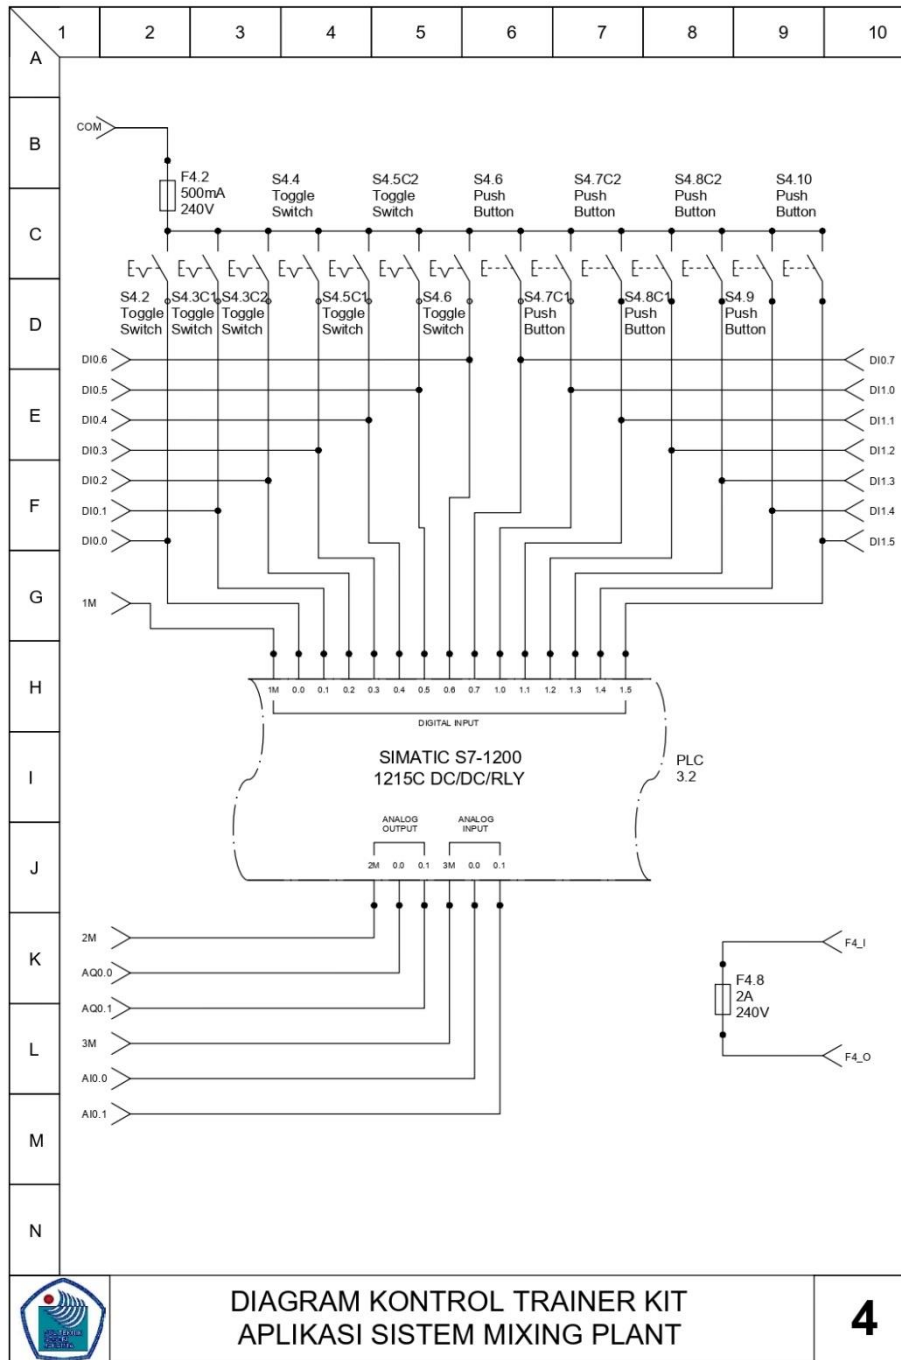 1 2 3 4 5 6 7 8 9 10
A
B
C
D
E
F
G
H
I
J
K
L
M
N
COM
F4.2
500mA
240V
S4.4
Toggle
Switch
S4.5C2
Toggle
Switch
S4.6
Push
Button
S4.7C2
Push
Button
S4.8C2
Push
Button
S4.10
Push
Button
S4.2
Toggle
Switch
S4.3C1
Toggle
Switch
S4.3C2
Toggle
Switch
S4.5C1
Toggle
Switch
S4.6
Toggle
Switch
S4.7C1
Push
Button
S4.8C1
Push
Button
S4.9
Push
Button
DI0.6
DI0.5
DI0.4
DI0.3
DI0.2
DI0.1
DI0.0
1M
DI0.7
DI1.0
DI1.1
DI1.2
DI1.3
DI1.4
DI1.5
1M 0.0 0.1 0.2 0.3 0.4 0.5 0.6 0.7 1.0 1.1 1.2 1.3 1.4 1.5
DIGITAL INPUT
SIMATIC S7-1200
1215C DC/DC/RLY
PLC
3.2
ANALOG
OUTPUT
ANALOG
INPUT
2M 0.0 0.1 3M 0.0 0.1
2M
AQ0.0
AQ0.1
3M
AI0.0
AI0.1
F4_I
F4.8
2A
240V
F4_O
DIAGRAM KONTROL TRAINER KIT
APLIKASI SISTEM MIXING PLANT
4